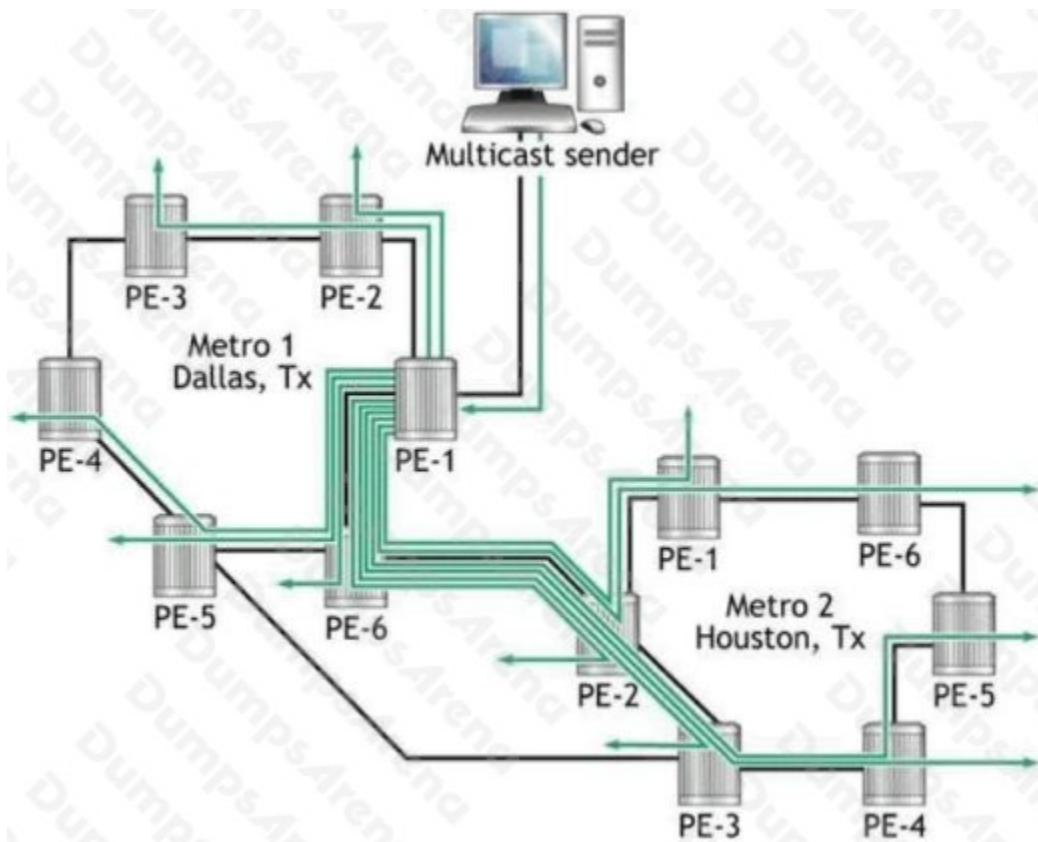 Multicast sender
PE-3
PE-2
Metro 1
Dallas, Tx
PE-4
PE-1
PE-5
PE-6
PE-1
PE-6
Metro 2
Houston, Tx
PE-2
PE-5
PE-3
PE-4
DumpsArena